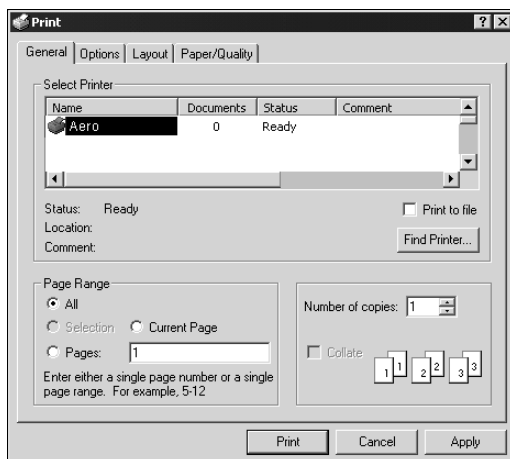 Print
General Options Layout Paper/Quality
Select Printer
Name Documents Status Comment
Aero 0 Ready
Status: Ready
Print to file
Location:
Find Printer...
Comment:
Page Range
All
Selection Current Page
Pages: 1
Enter either a single page number or a single
page range. For example, 5-12
Number of copies: 1
Collate
1 1 2 2 3 3
Print Cancel Apply